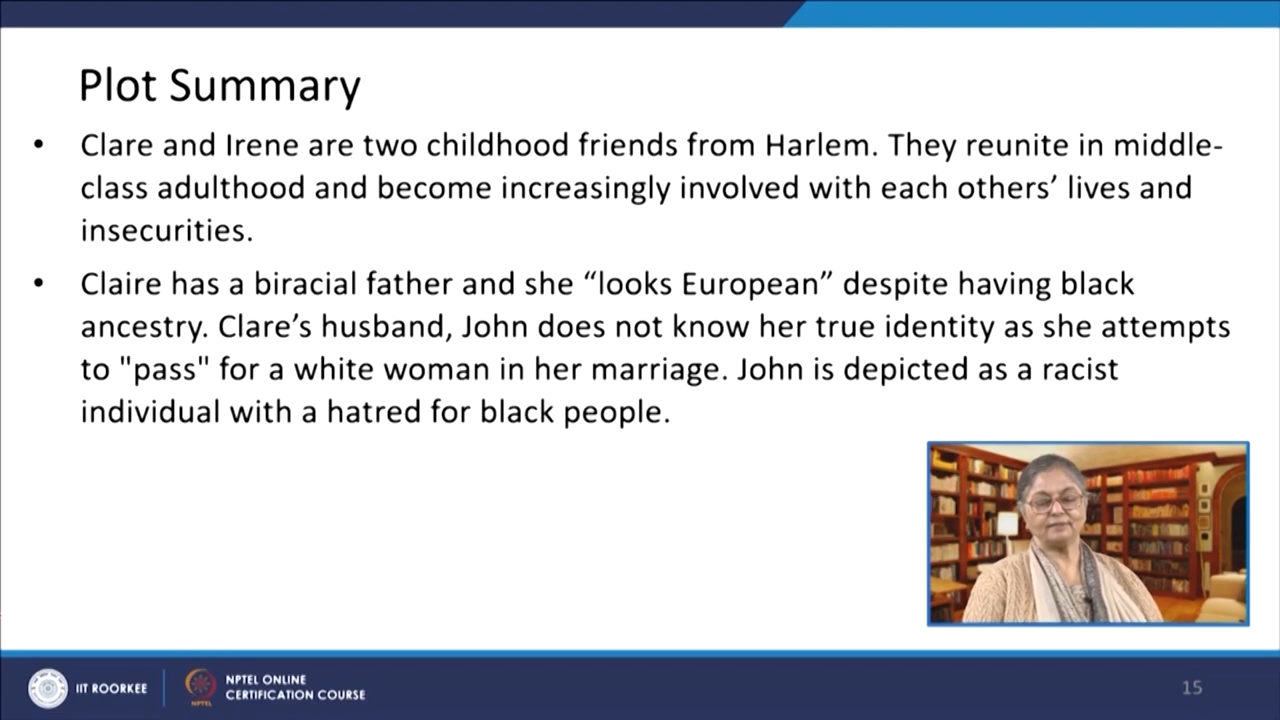 Plot Summary
• Clare and Irene are two childhood friends from Harlem. They reunite in middle-
class adulthood and become increasingly involved with each others’ lives and
insecurities.
• Claire has a biracial father and she “looks European” despite having black
ancestry. Clare’s husband, John does not know her true identity as she attempts
to "pass" for a white woman in her marriage. John is depicted as a racist
individual with a hatred for black people.
IIT ROORKEE
NPTEL
NPTEL ONLINE
CERTIFICATION COURSE
15